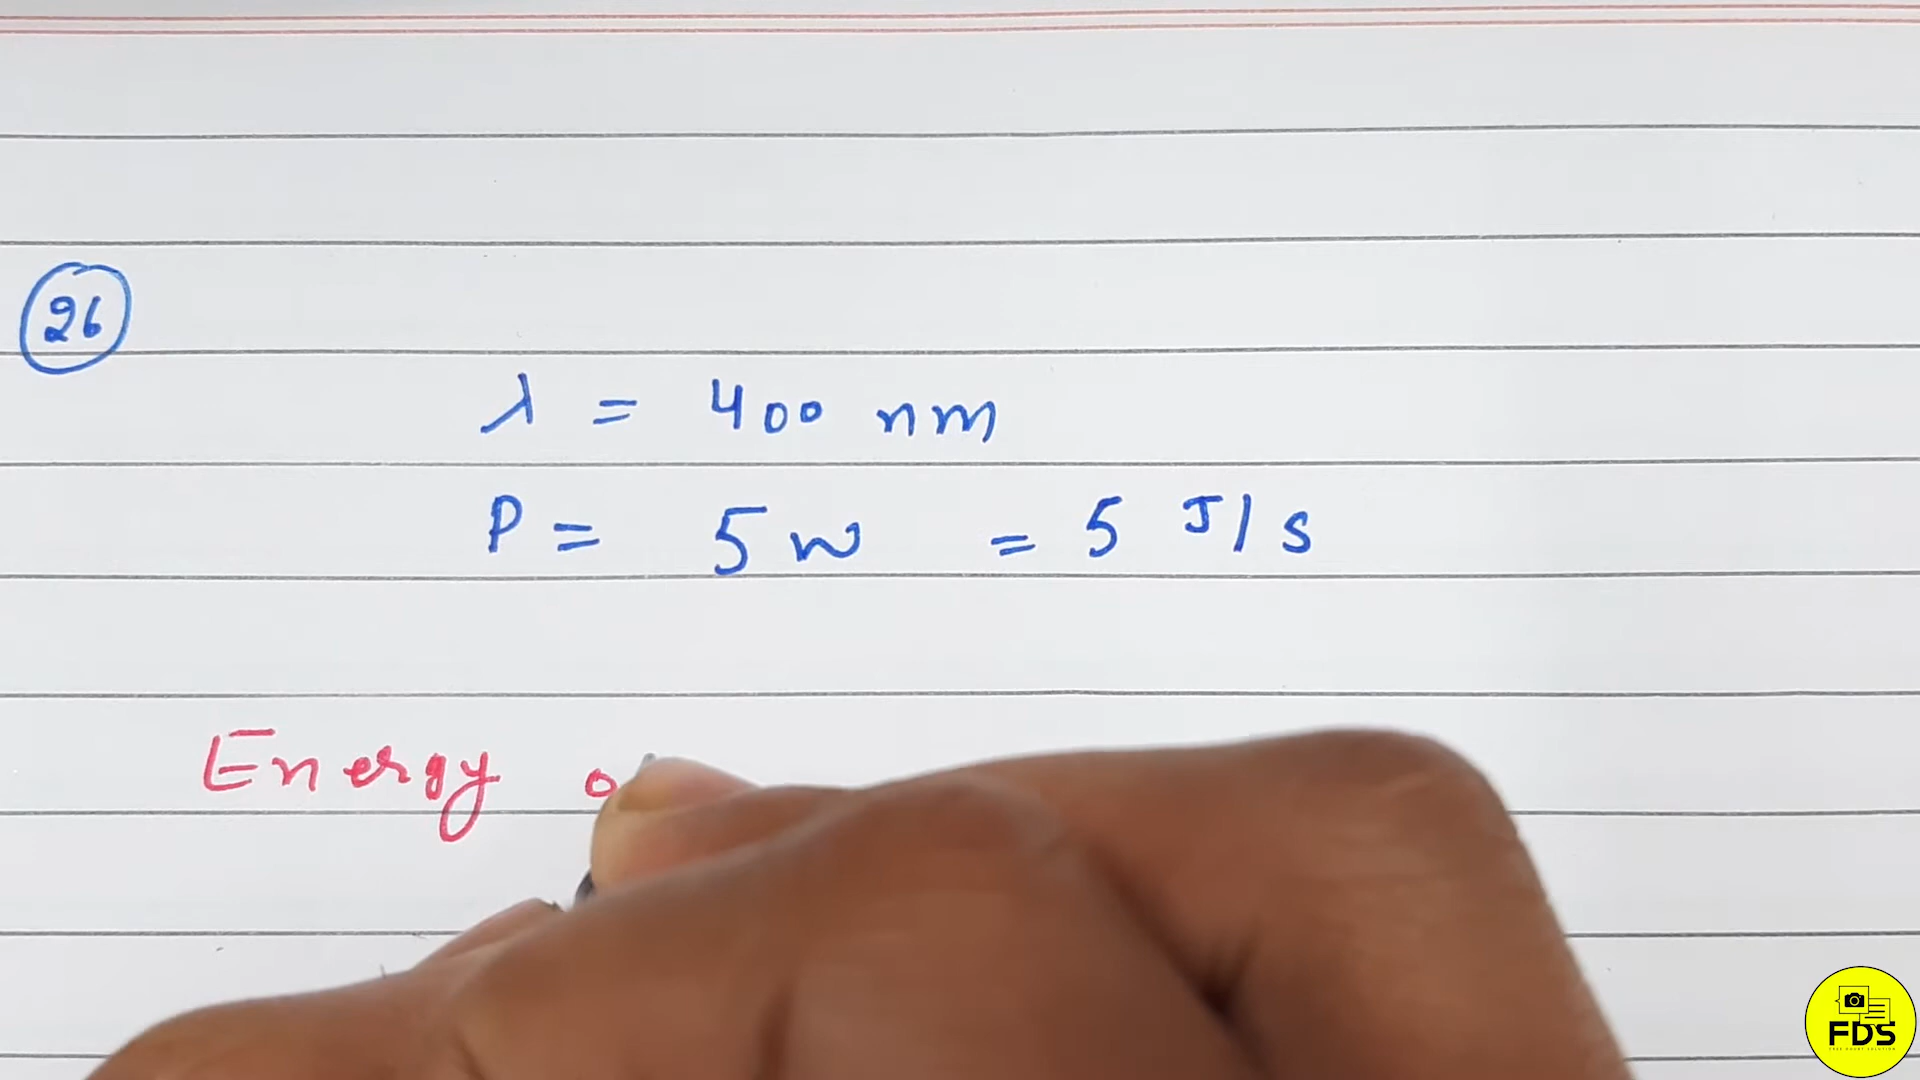 26
λ = 400 nm
P = 5 w = 5 J/s
Energy
FDS